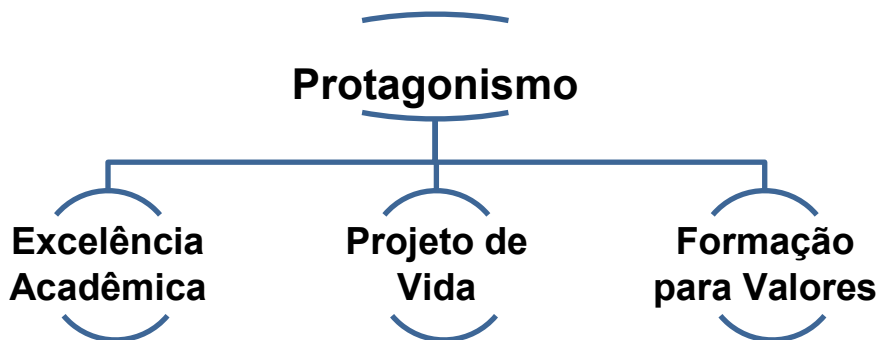 Protagonismo
Excelência
Acadêmica
Projeto de
Vida
Formação
para Valores